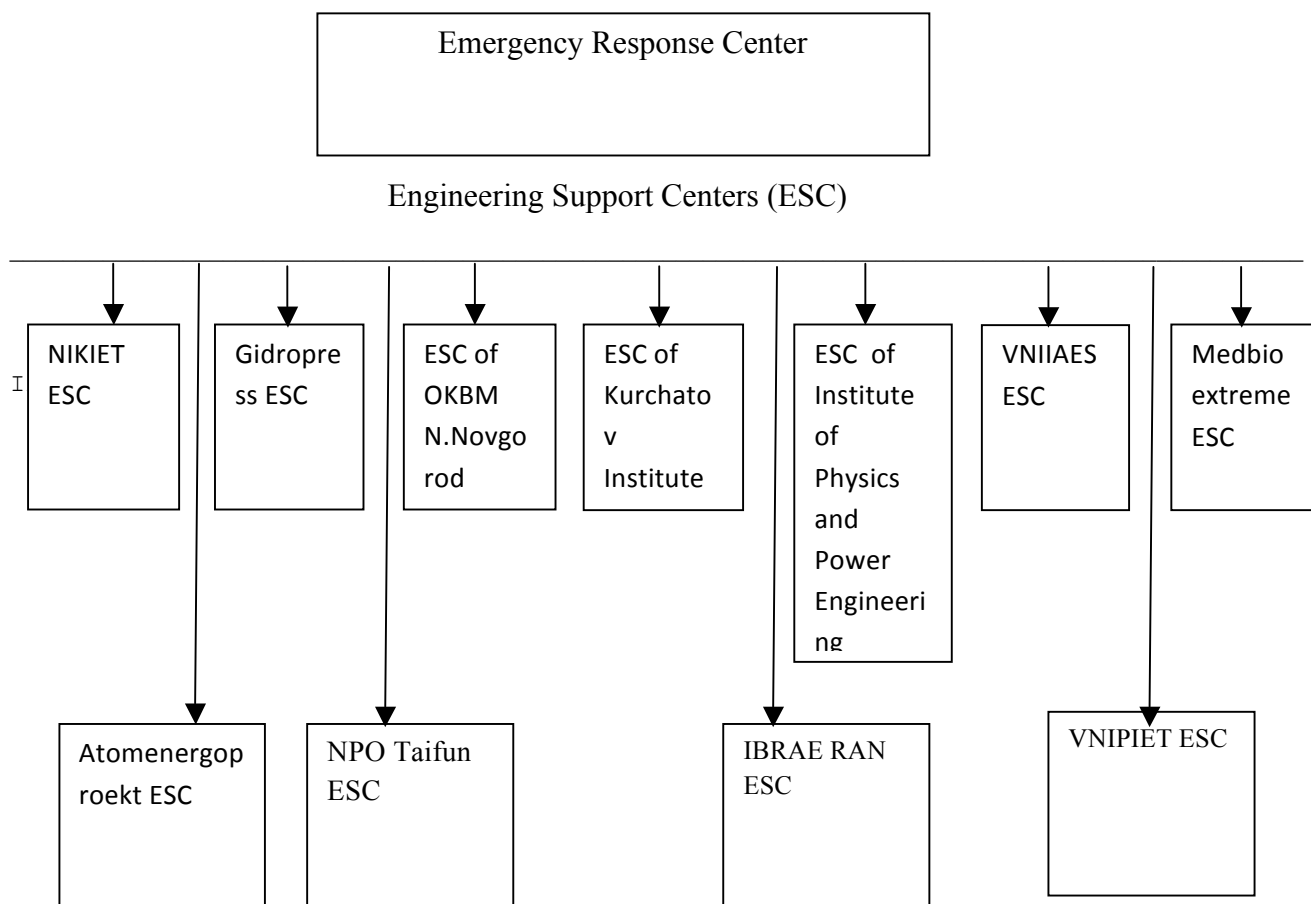 Emergency Response Center
Engineering Support Centers (ESC)
NIKIET
ESC
Gidropre
ss ESC
ESC of
OKBM
N.Novgo
rod
ESC of
Kurchato
v
Institute
ESC of
Institute
of
Physics
and
Power
Engineeri
ng
VNIIAES
ESC
Medbio
extreme
ESC
Atomenergop
roekt ESC
NPO Taifun
ESC
IBRAE RAN
ESC
VNIPIET ESC